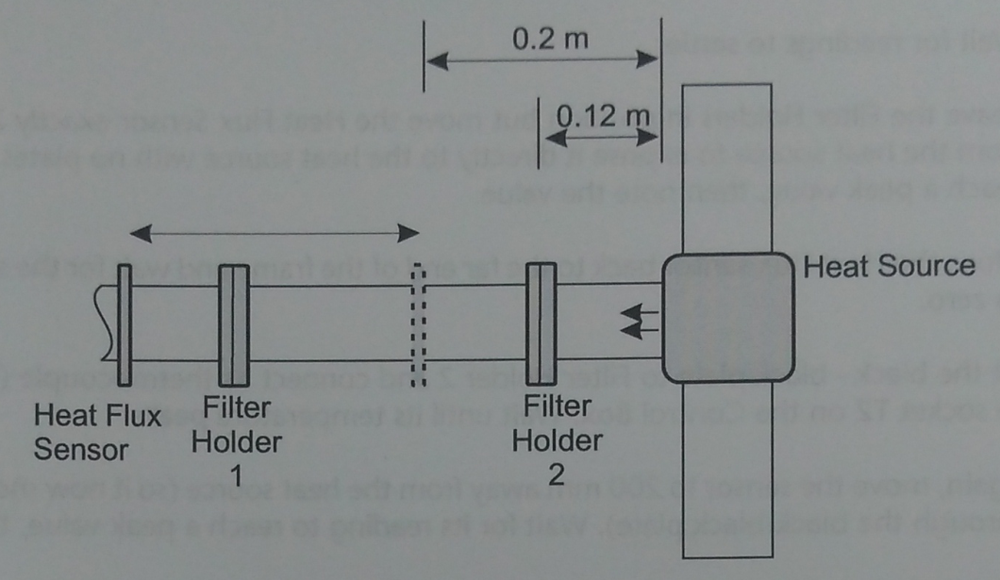 0.2 m
0.12 m
Heat Source
Heat Flux
Sensor
Filter
Holder
1
Filter
Holder
2